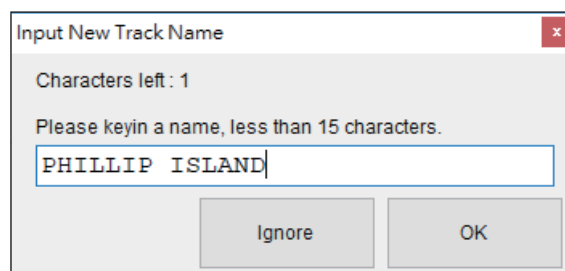 Input New Track Name
x
Characters left : 1
Please keyin a name, less than 15 characters.
PHILLIP ISLAND
Ignore
OK